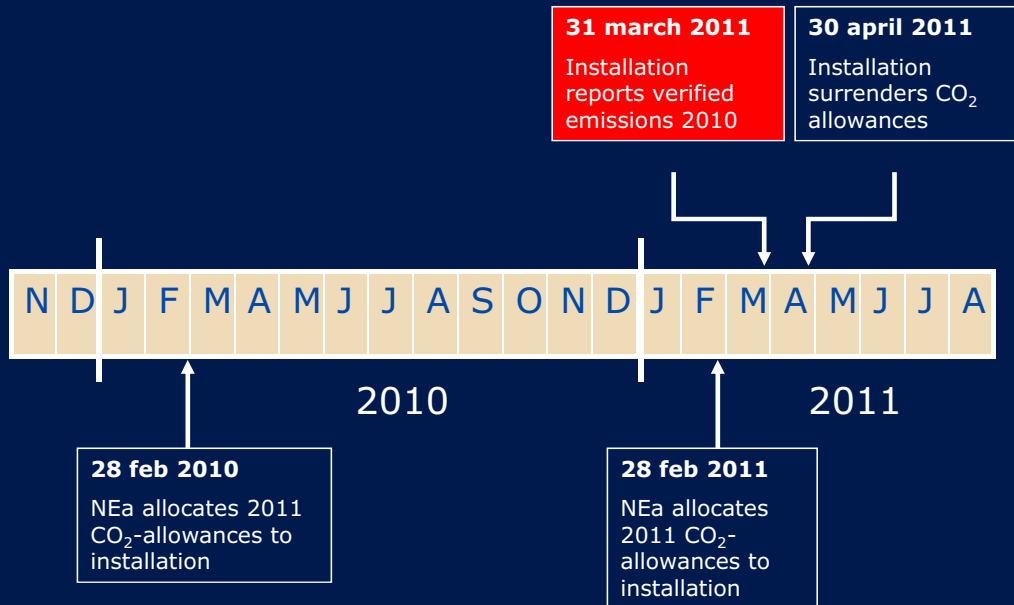 31 march 2011
Installation
reports verified
emissions 2010
30 april 2011
Installation
surrenders CO₂
allowances
N D J F M A M J J A S O N D J F M A M J J A
2010
2011
28 feb 2010
NEa allocates 2011
CO₂-allowances to
installation
28 feb 2011
NEa allocates
2011 CO₂-
allowances to
installation